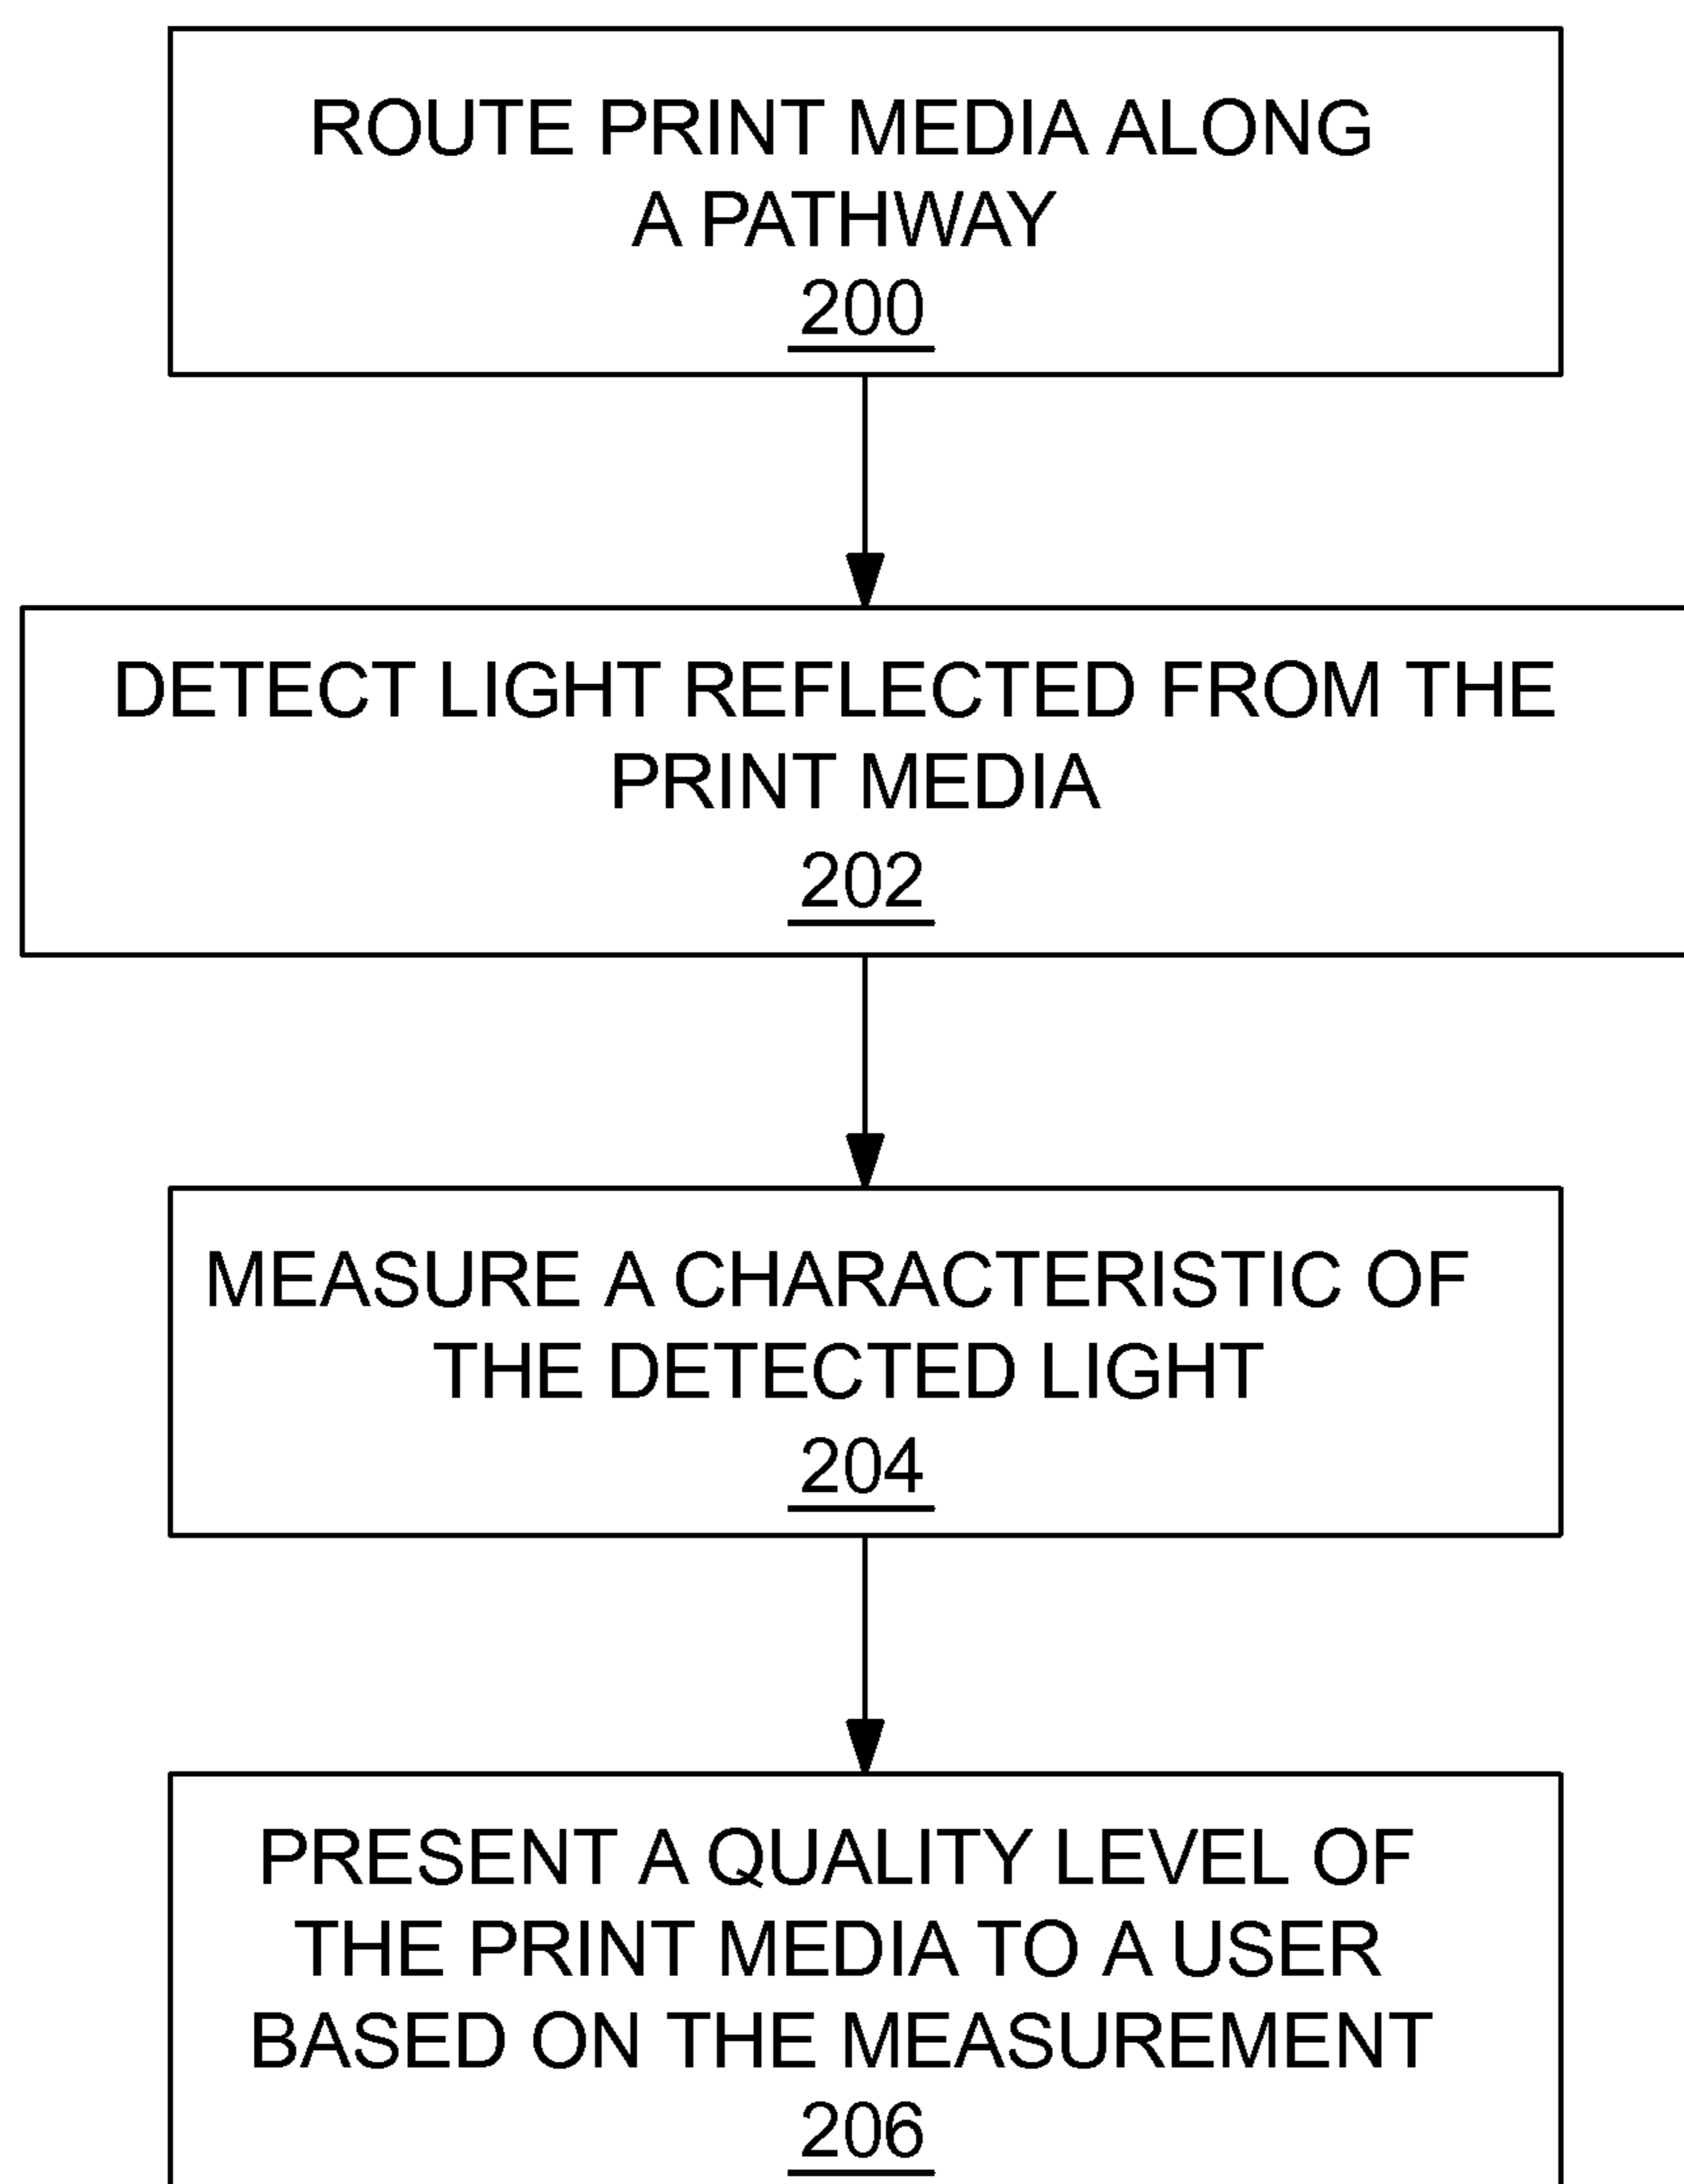 ROUTE PRINT MEDIA ALONG
A PATHWAY
200
DETECT LIGHT REFLECTED FROM THE
PRINT MEDIA
202
MEASURE A CHARACTERISTIC OF
THE DETECTED LIGHT
204
PRESENT A QUALITY LEVEL OF
THE PRINT MEDIA TO A USER
BASED ON THE MEASUREMENT
206